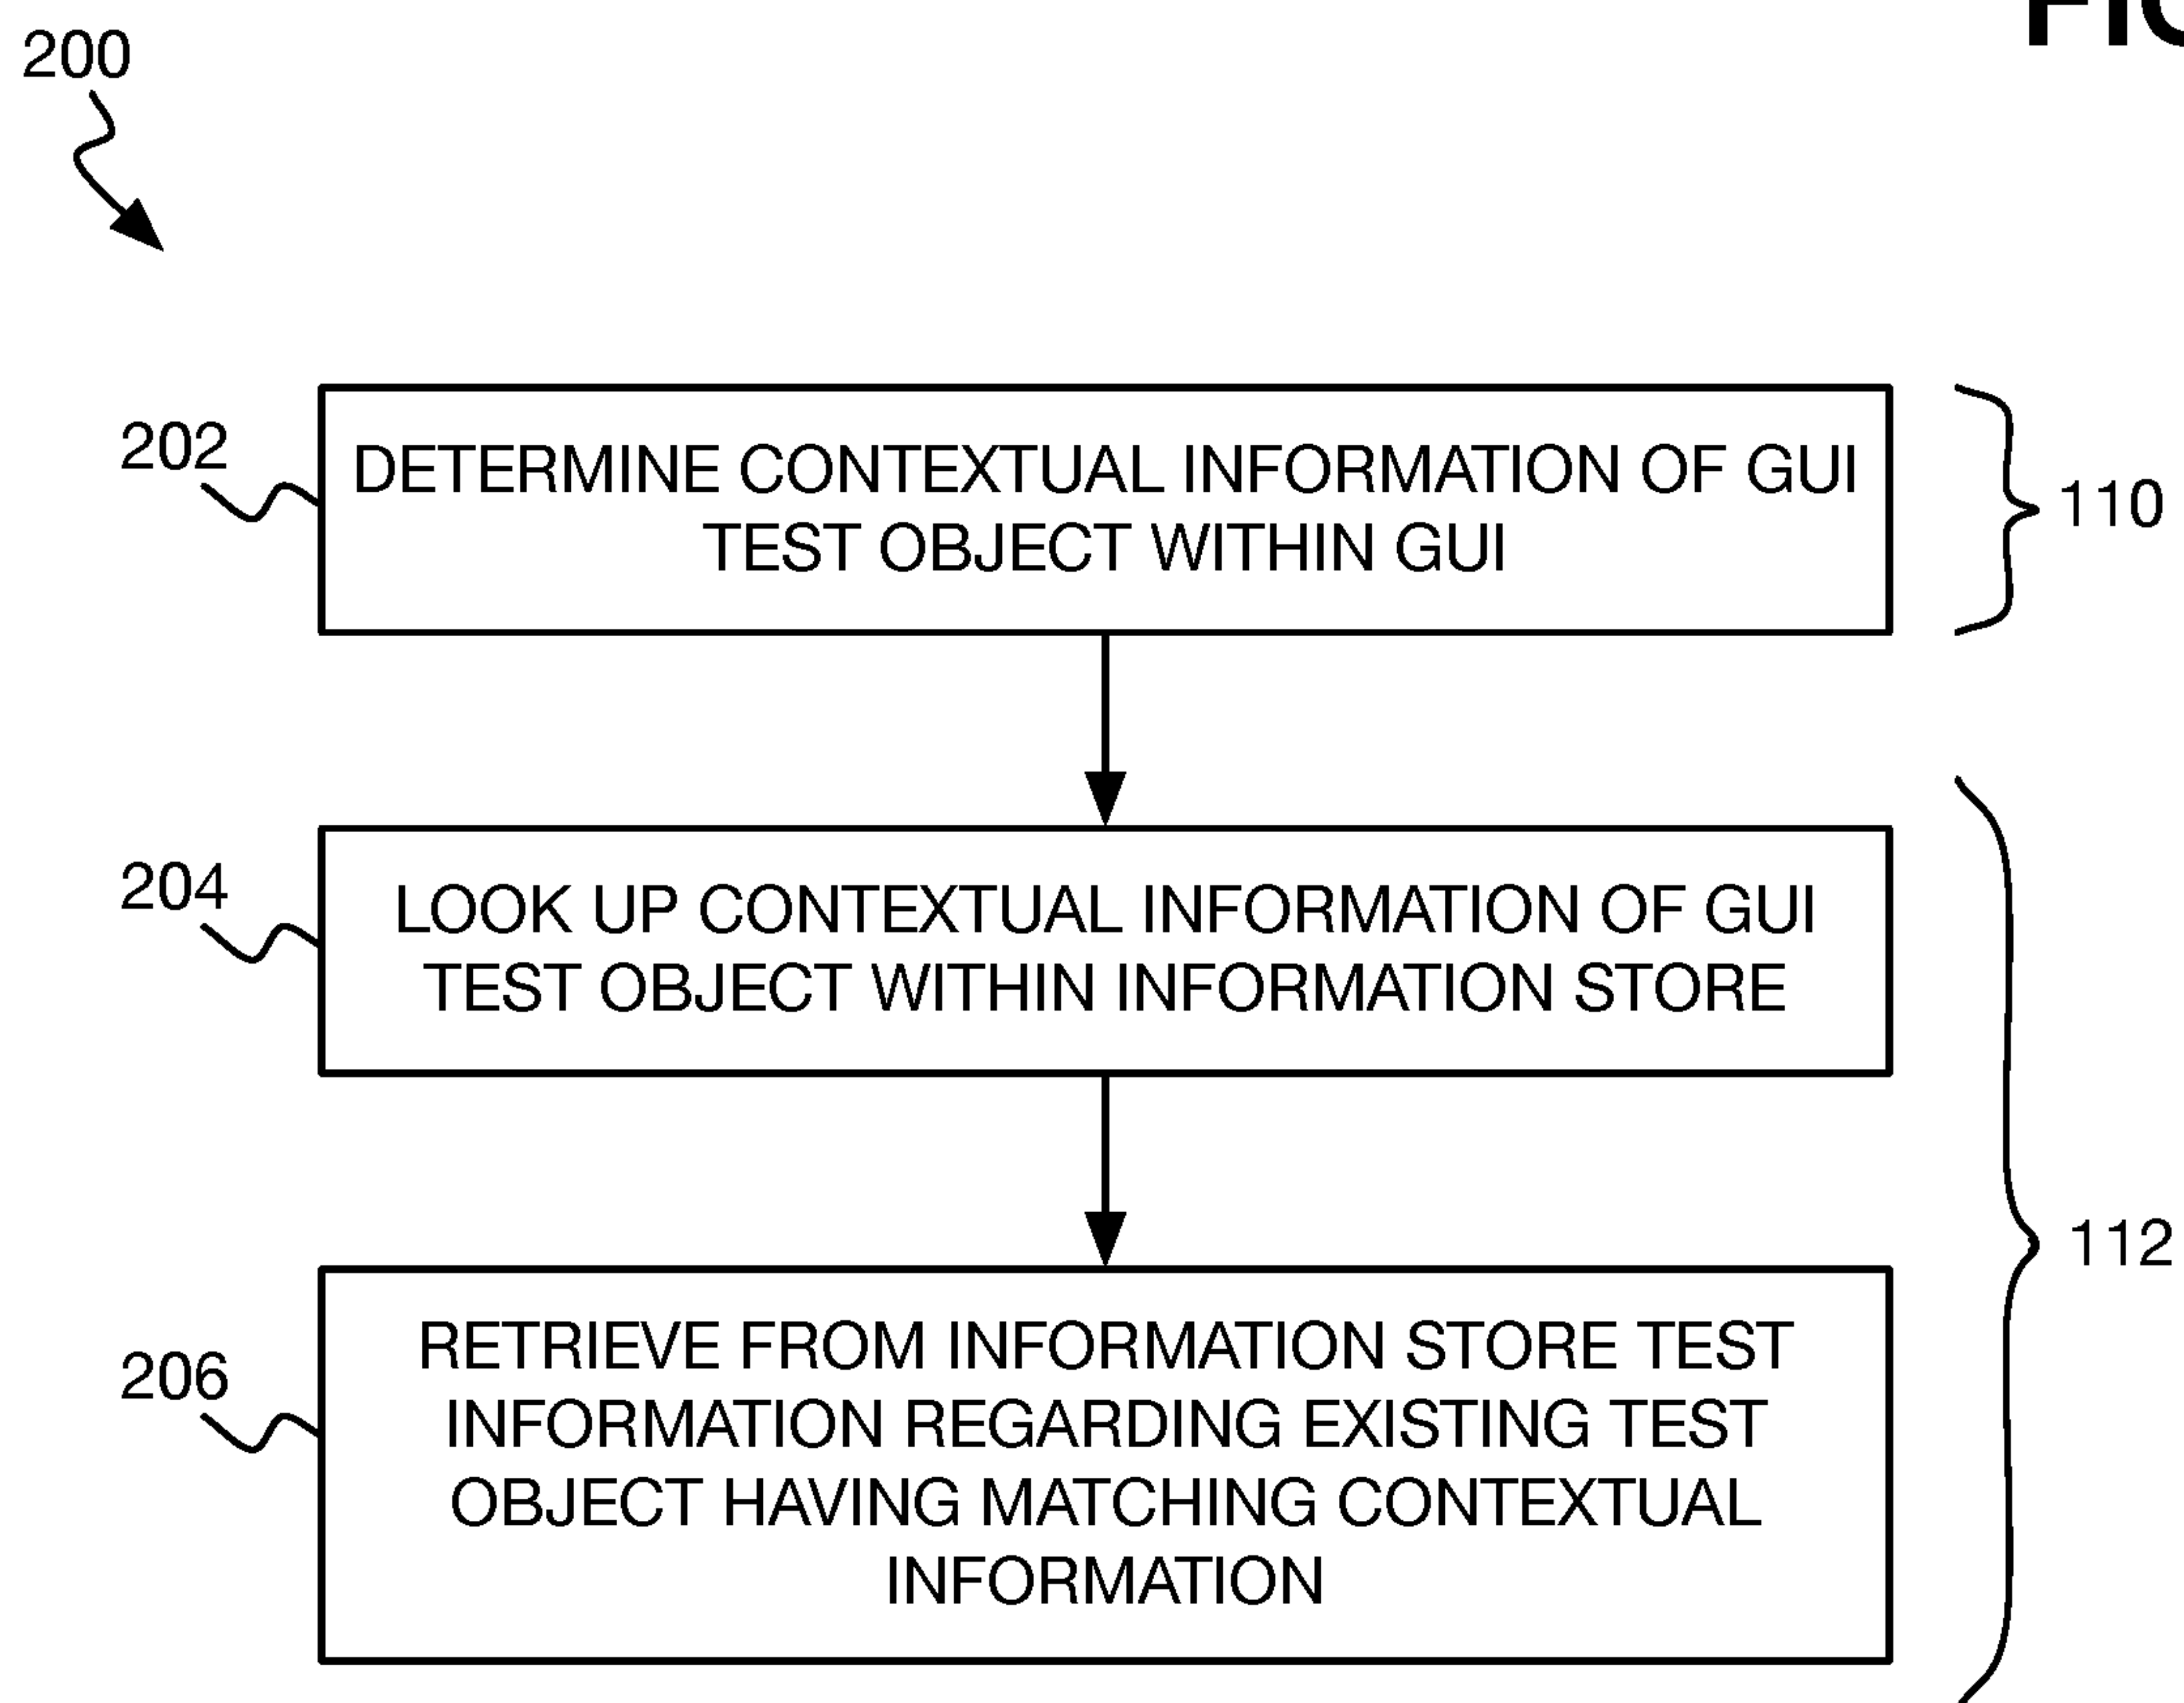 200
202
DETERMINE CONTEXTUAL INFORMATION OF GUI
TEST OBJECT WITHIN GUI
110
204
LOOK UP CONTEXTUAL INFORMATION OF GUI
TEST OBJECT WITHIN INFORMATION STORE
112
206
RETRIEVE FROM INFORMATION STORE TEST
INFORMATION REGARDING EXISTING TEST
OBJECT HAVING MATCHING CONTEXTUAL
INFORMATION